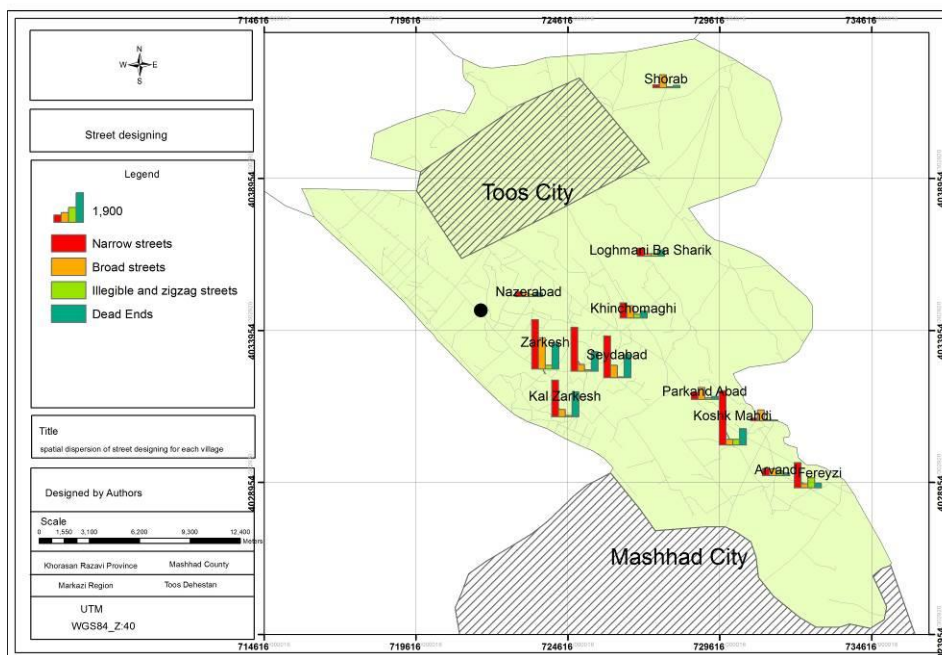 714616
719616
724616
729616
734616
N
W E
S
Street designing
Legend
1,900
Narrow streets
Broad streets
Illegible and zigzag streets
Dead Ends
Title
spatial dispersion of street designing for each village
Designed by Authors
Scale
0 1,550 3,100 6,200 9,300 12,400
Meters
Khorasan Razavi Province Mashhad County
Markazi Region Toos Dehestan
UTM
WGS84_Z:40
Shorab
4038954
4038954
Toos City
Loghmani Ba Sharik
Nazerabad
Khinchomaghi
4033954
4033954
Zarkesh
Seydabad
Kal Zarkesh
Parkand Abad
Koshk Mahdi
Arvand
Fereyzi
4028954
4028954
Mashhad City
4023954
714616
719616
724616
729616
734616